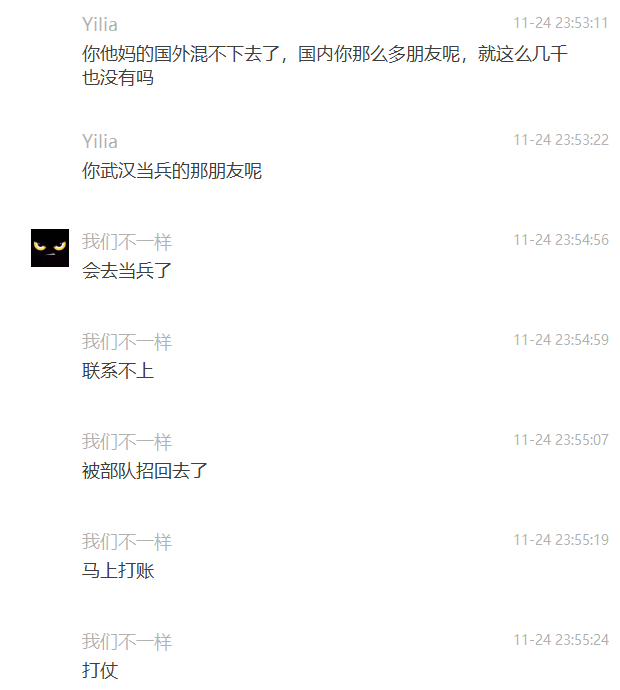 Yilia 11-24 23:53:11
你他妈的国外混不下去了，国内你那么多朋友呢，就这么几千
也没有吗
Yilia 11-24 23:53:22
你武汉当兵的那朋友呢
我们不一样 11-24 23:54:56
会去当兵了
我们不一样 11-24 23:54:59
联系不上
我们不一样 11-24 23:55:07
被部队招回去了
我们不一样 11-24 23:55:19
马上打账
我们不一样 11-24 23:55:24
打仗